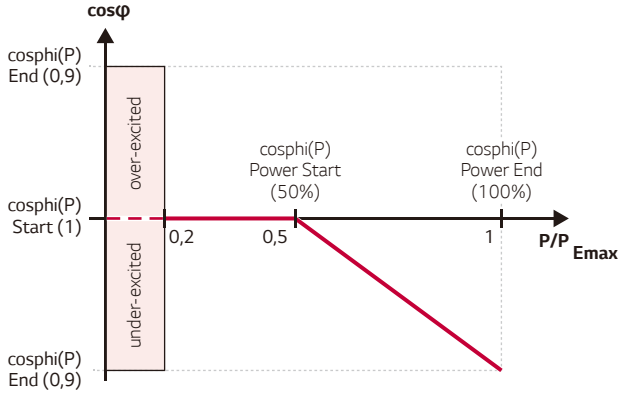 cosφ
cosphi(P)
End (0,9)
over-excited
cosphi(P)
Power Start
(50%)
cosphi(P)
Power End
(100%)
cosphi(P)
Start (1)
0,2
0,5
1
P/P Emax
under-excited
cosphi(P)
End (0,9)